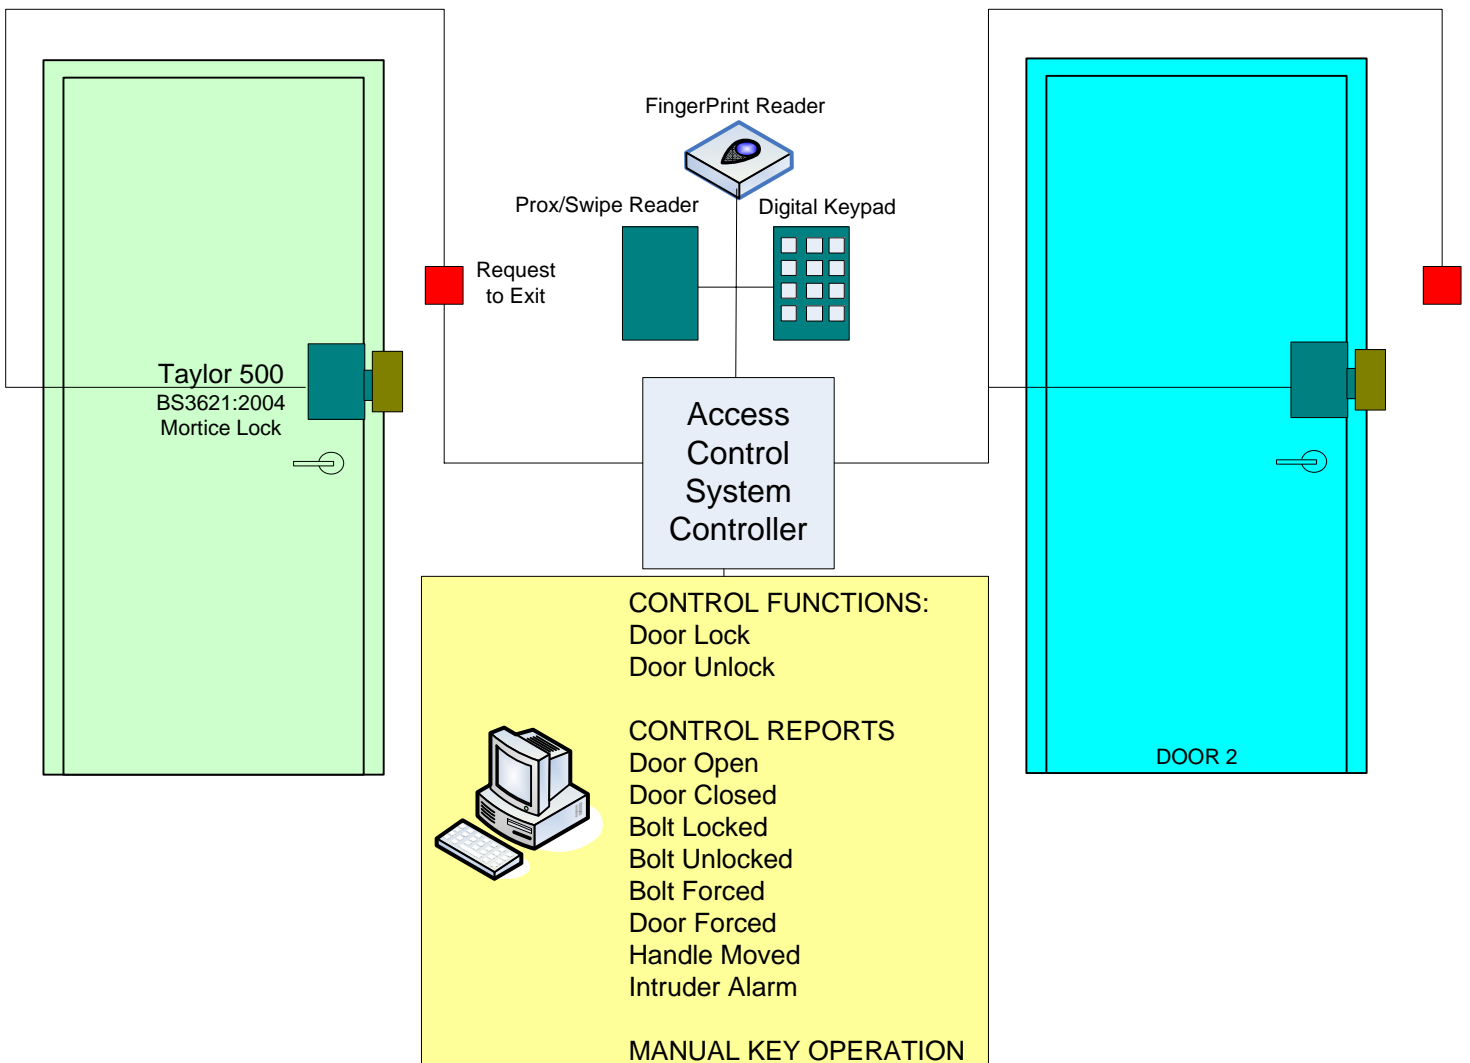 FingerPrint Reader
Prox/Swipe Reader
Digital Keypad
Request
to Exit
Taylor 500
BS3621:2004
Mortice Lock
Access
Control
System
Controller
DOOR 2
CONTROL FUNCTIONS:
Door Lock
Door Unlock
CONTROL REPORTS
Door Open
Door Closed
Bolt Locked
Bolt Unlocked
Bolt Forced
Door Forced
Handle Moved
Intruder Alarm
MANUAL KEY OPERATION